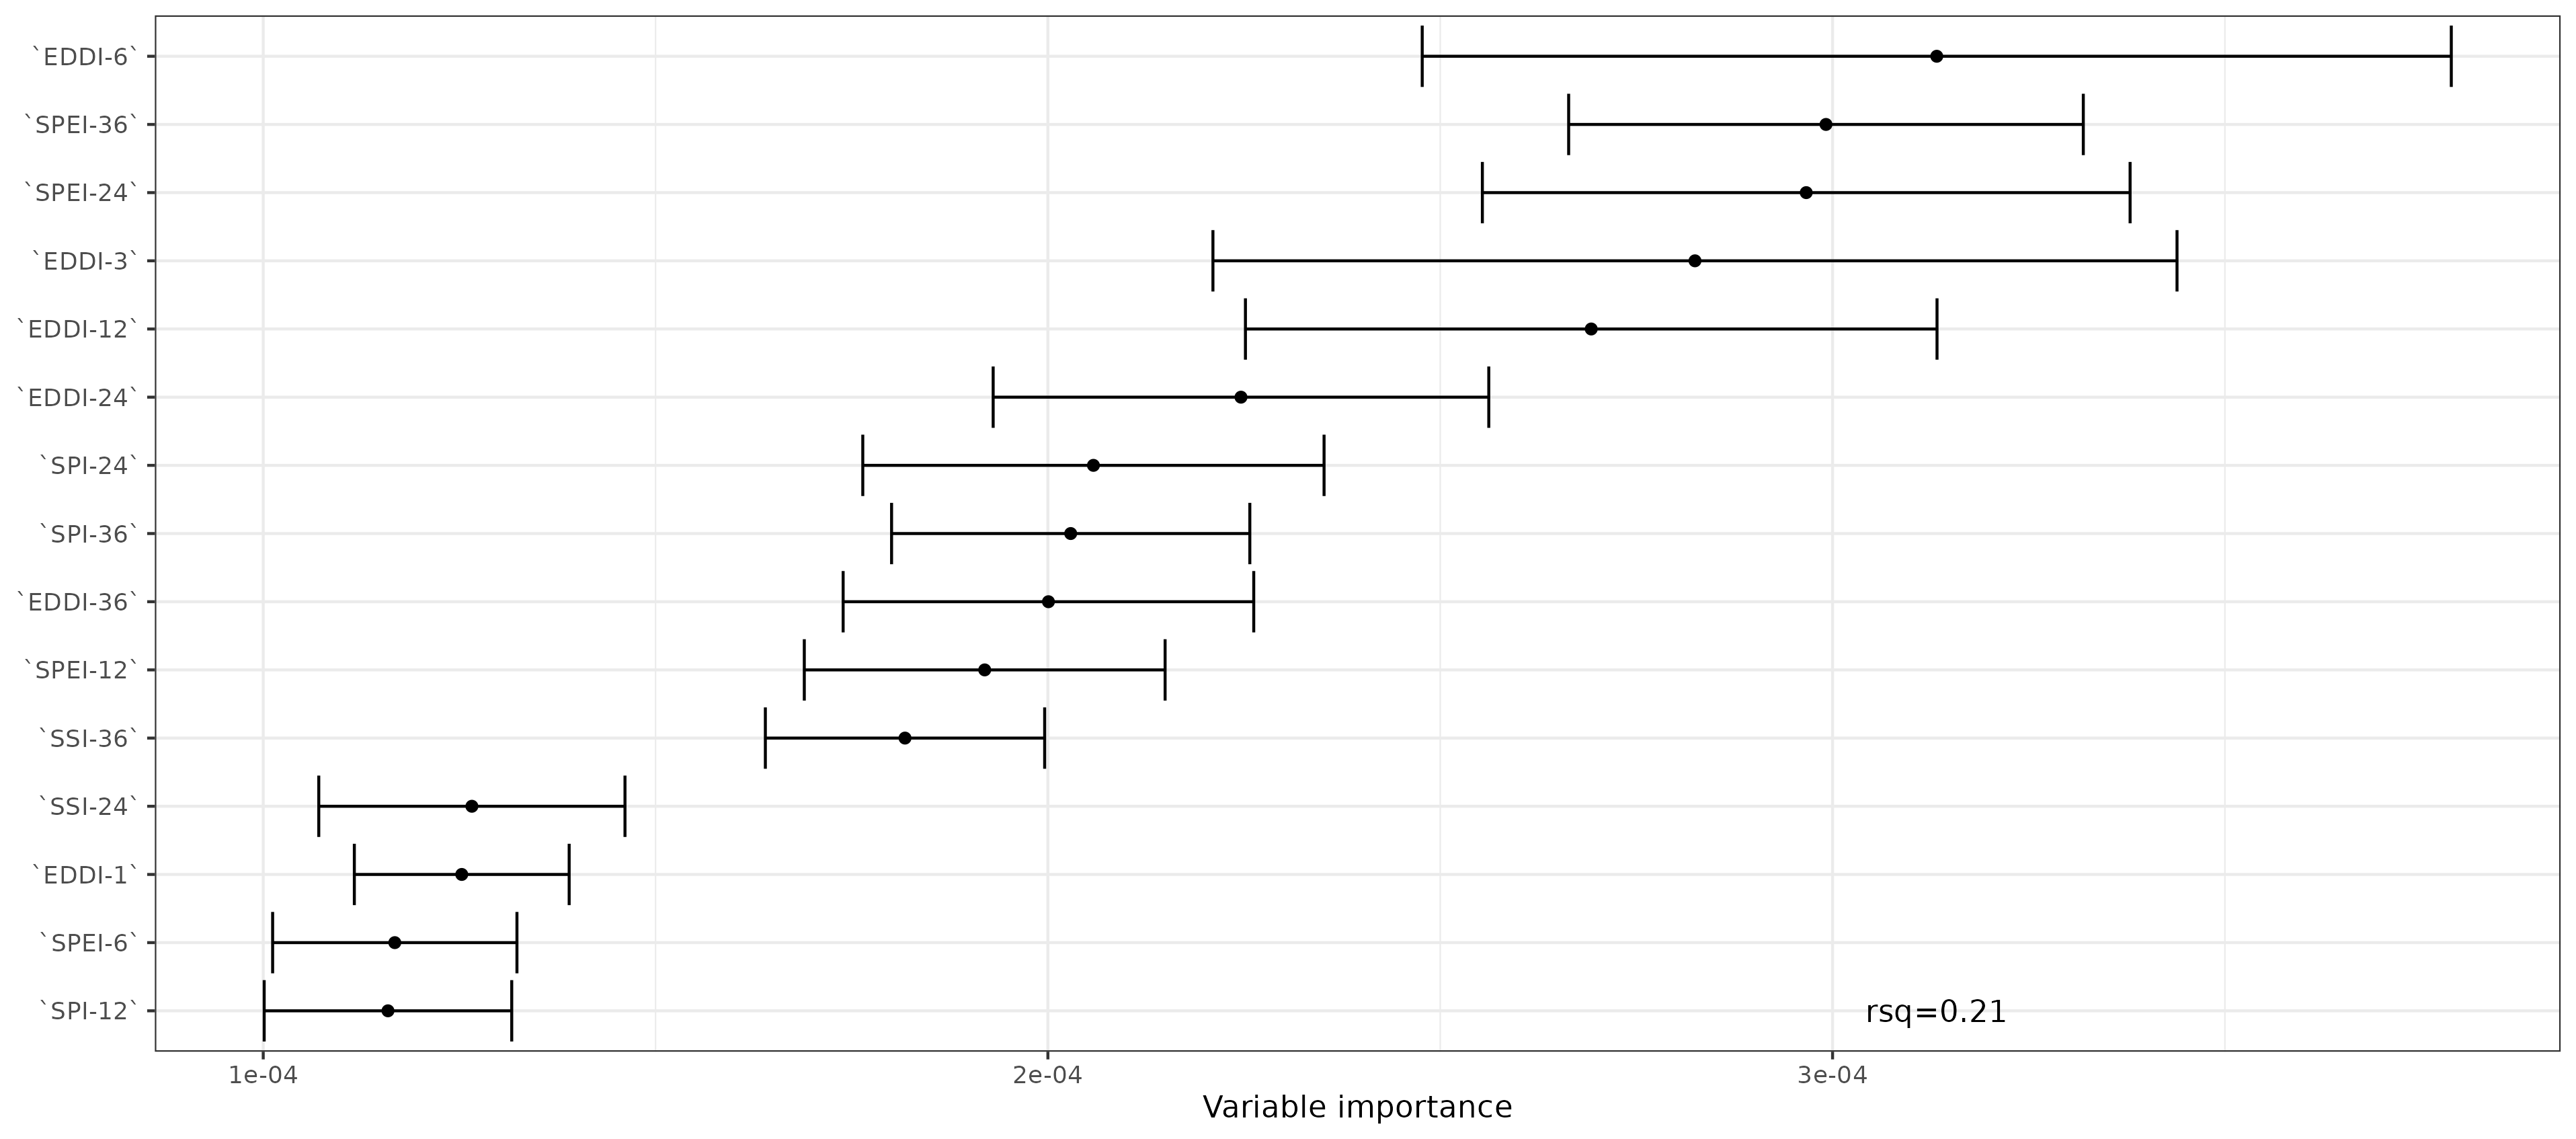 `EDDI-6`
`SPEI-36`
`SPEI-24`
`EDDI-3`
`EDDI-12`
`EDDI-24`
`SPI-24`
`SPI-36`
`EDDI-36`
`SPEI-12`
`SSI-36`
`SSI-24`
`EDDI-1`
`SPEI-6`
`SPI-12`
rsq=0.21
1e-04 2e-04 3e-04
Variable importance